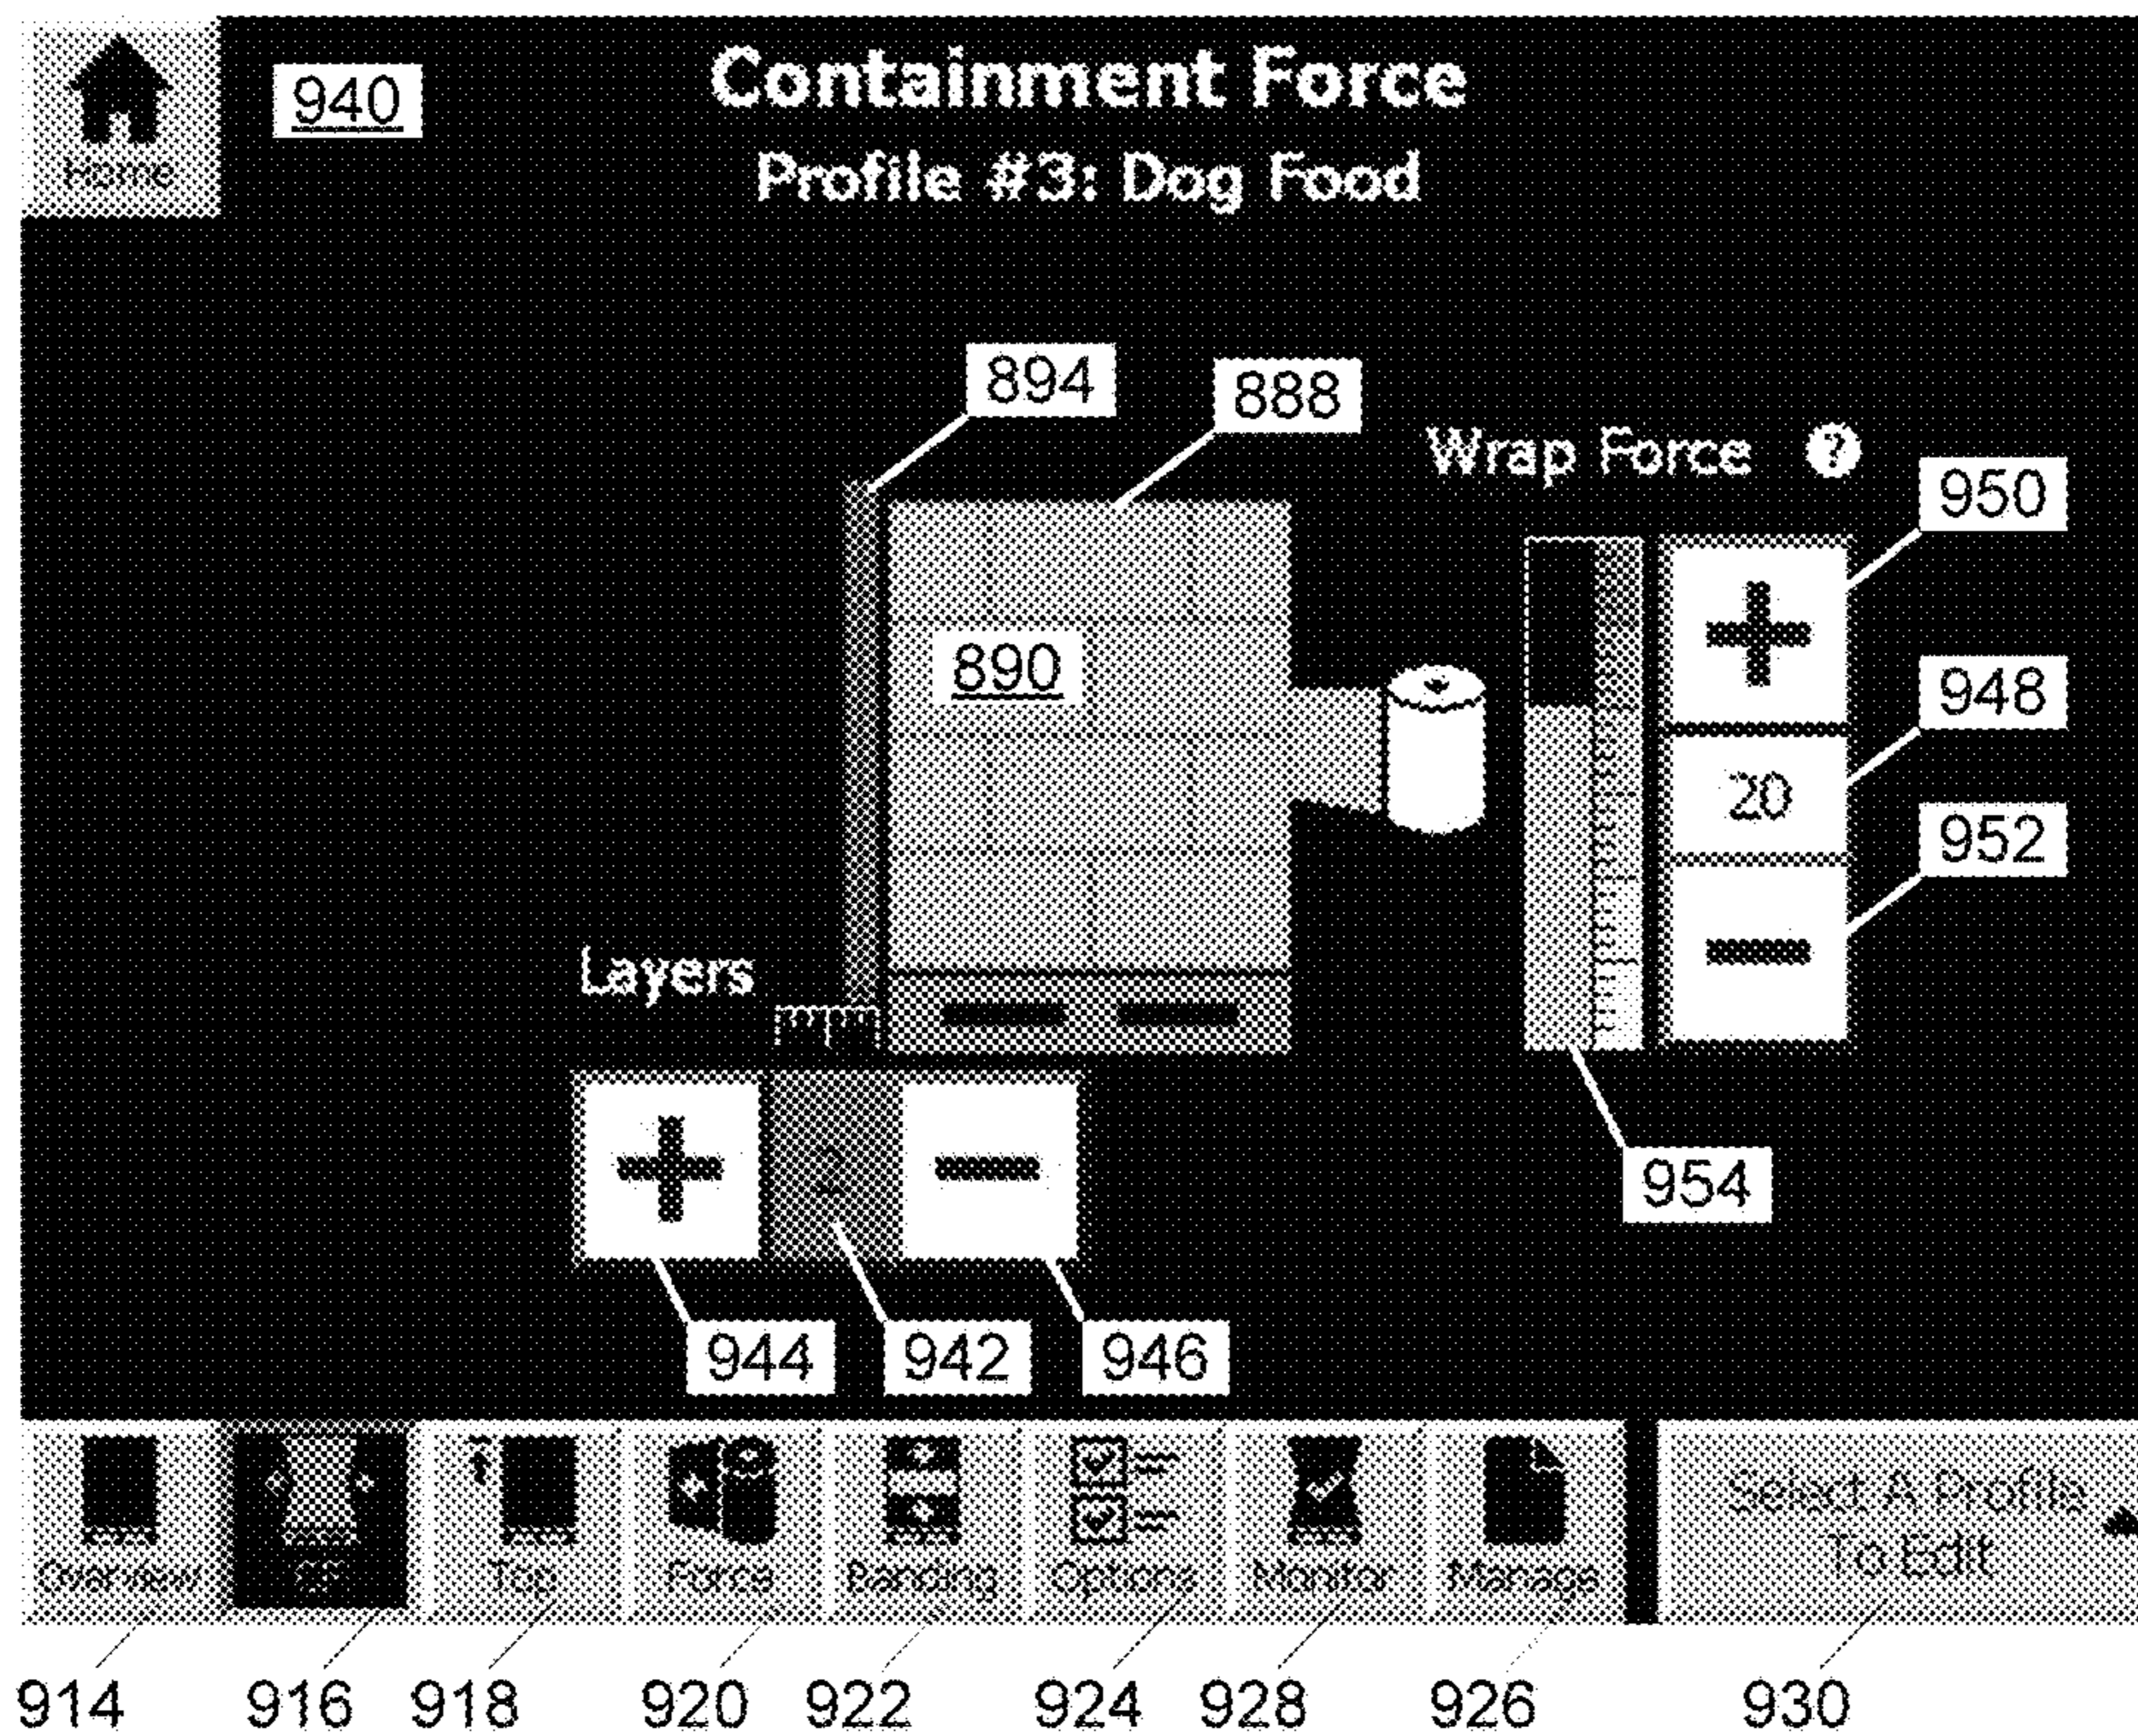 Home
940
Containment Force
Profile #3: Dog Food
894
888
Wrap Force ?
950
890
948
20
952
Layers
2
954
944
942
946
Overview
CF
Top
Force
Banding
Options
Monitor
Manage
Select A Profile
To Edit
914
916
918
920
922
924
928
926
930